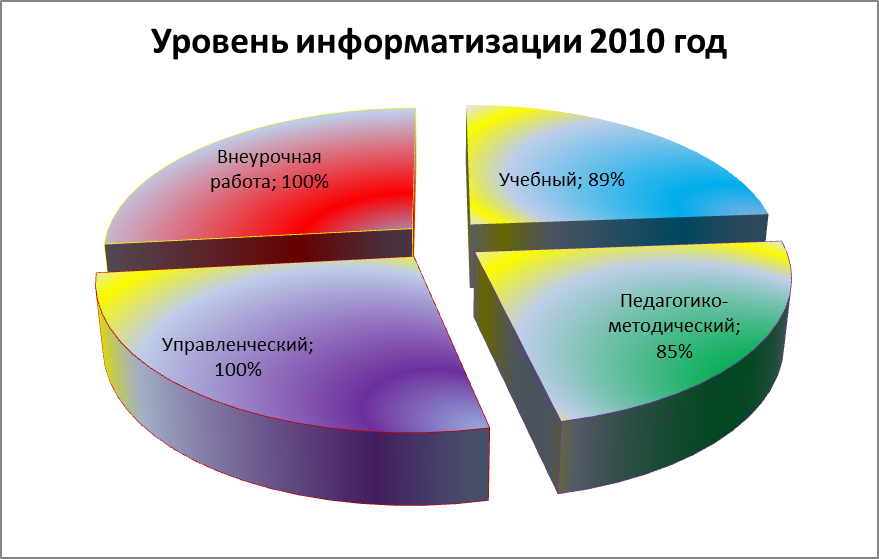 Уровень информатизации 2010 год
Внеурочная
работа; 100%
Учебный; 89%
Педагогико-
методический;
85%
Управленческий;
100%